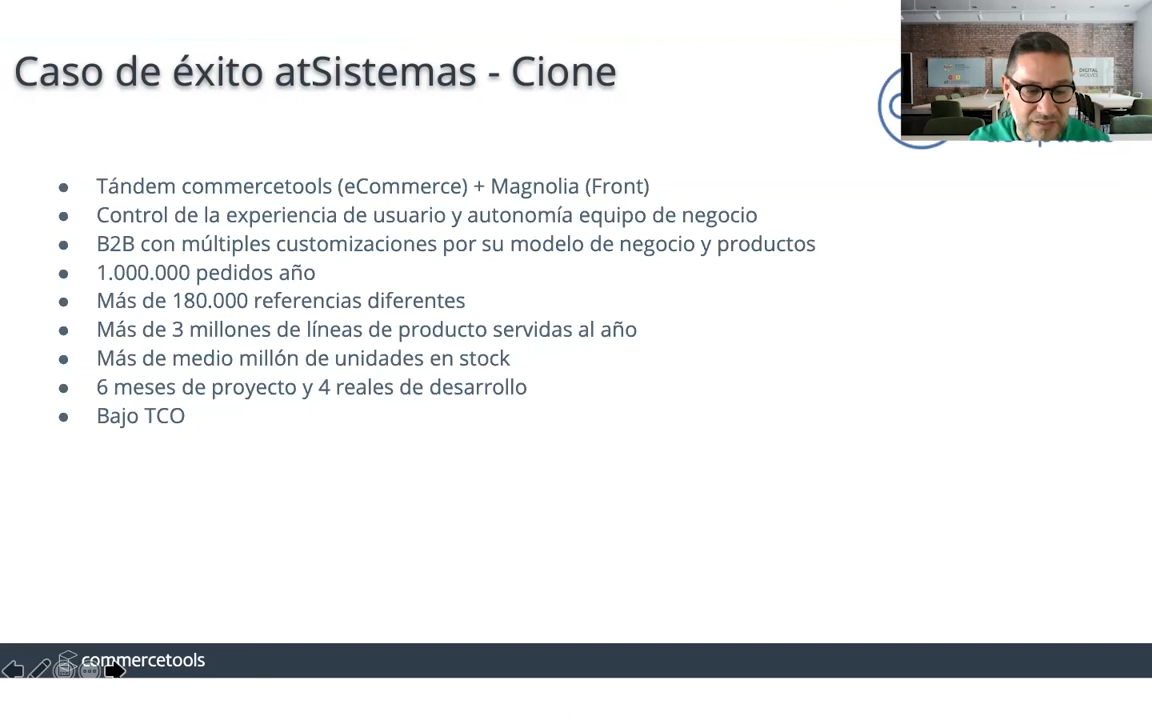 Caso de éxito atSistemas - Cione
DIGITAL
WOLVES
● Tándem commercetools (eCommerce) + Magnolia (Front)
● Control de la experiencia de usuario y autonomía equipo de negocio
● B2B con múltiples customizaciones por su modelo de negocio y productos
● 1.000.000 pedidos año
● Más de 180.000 referencias diferentes
● Más de 3 millones de líneas de producto servidas al año
● Más de medio millón de unidades en stock
● 6 meses de proyecto y 4 reales de desarrollo
● Bajo TCO
commercetools